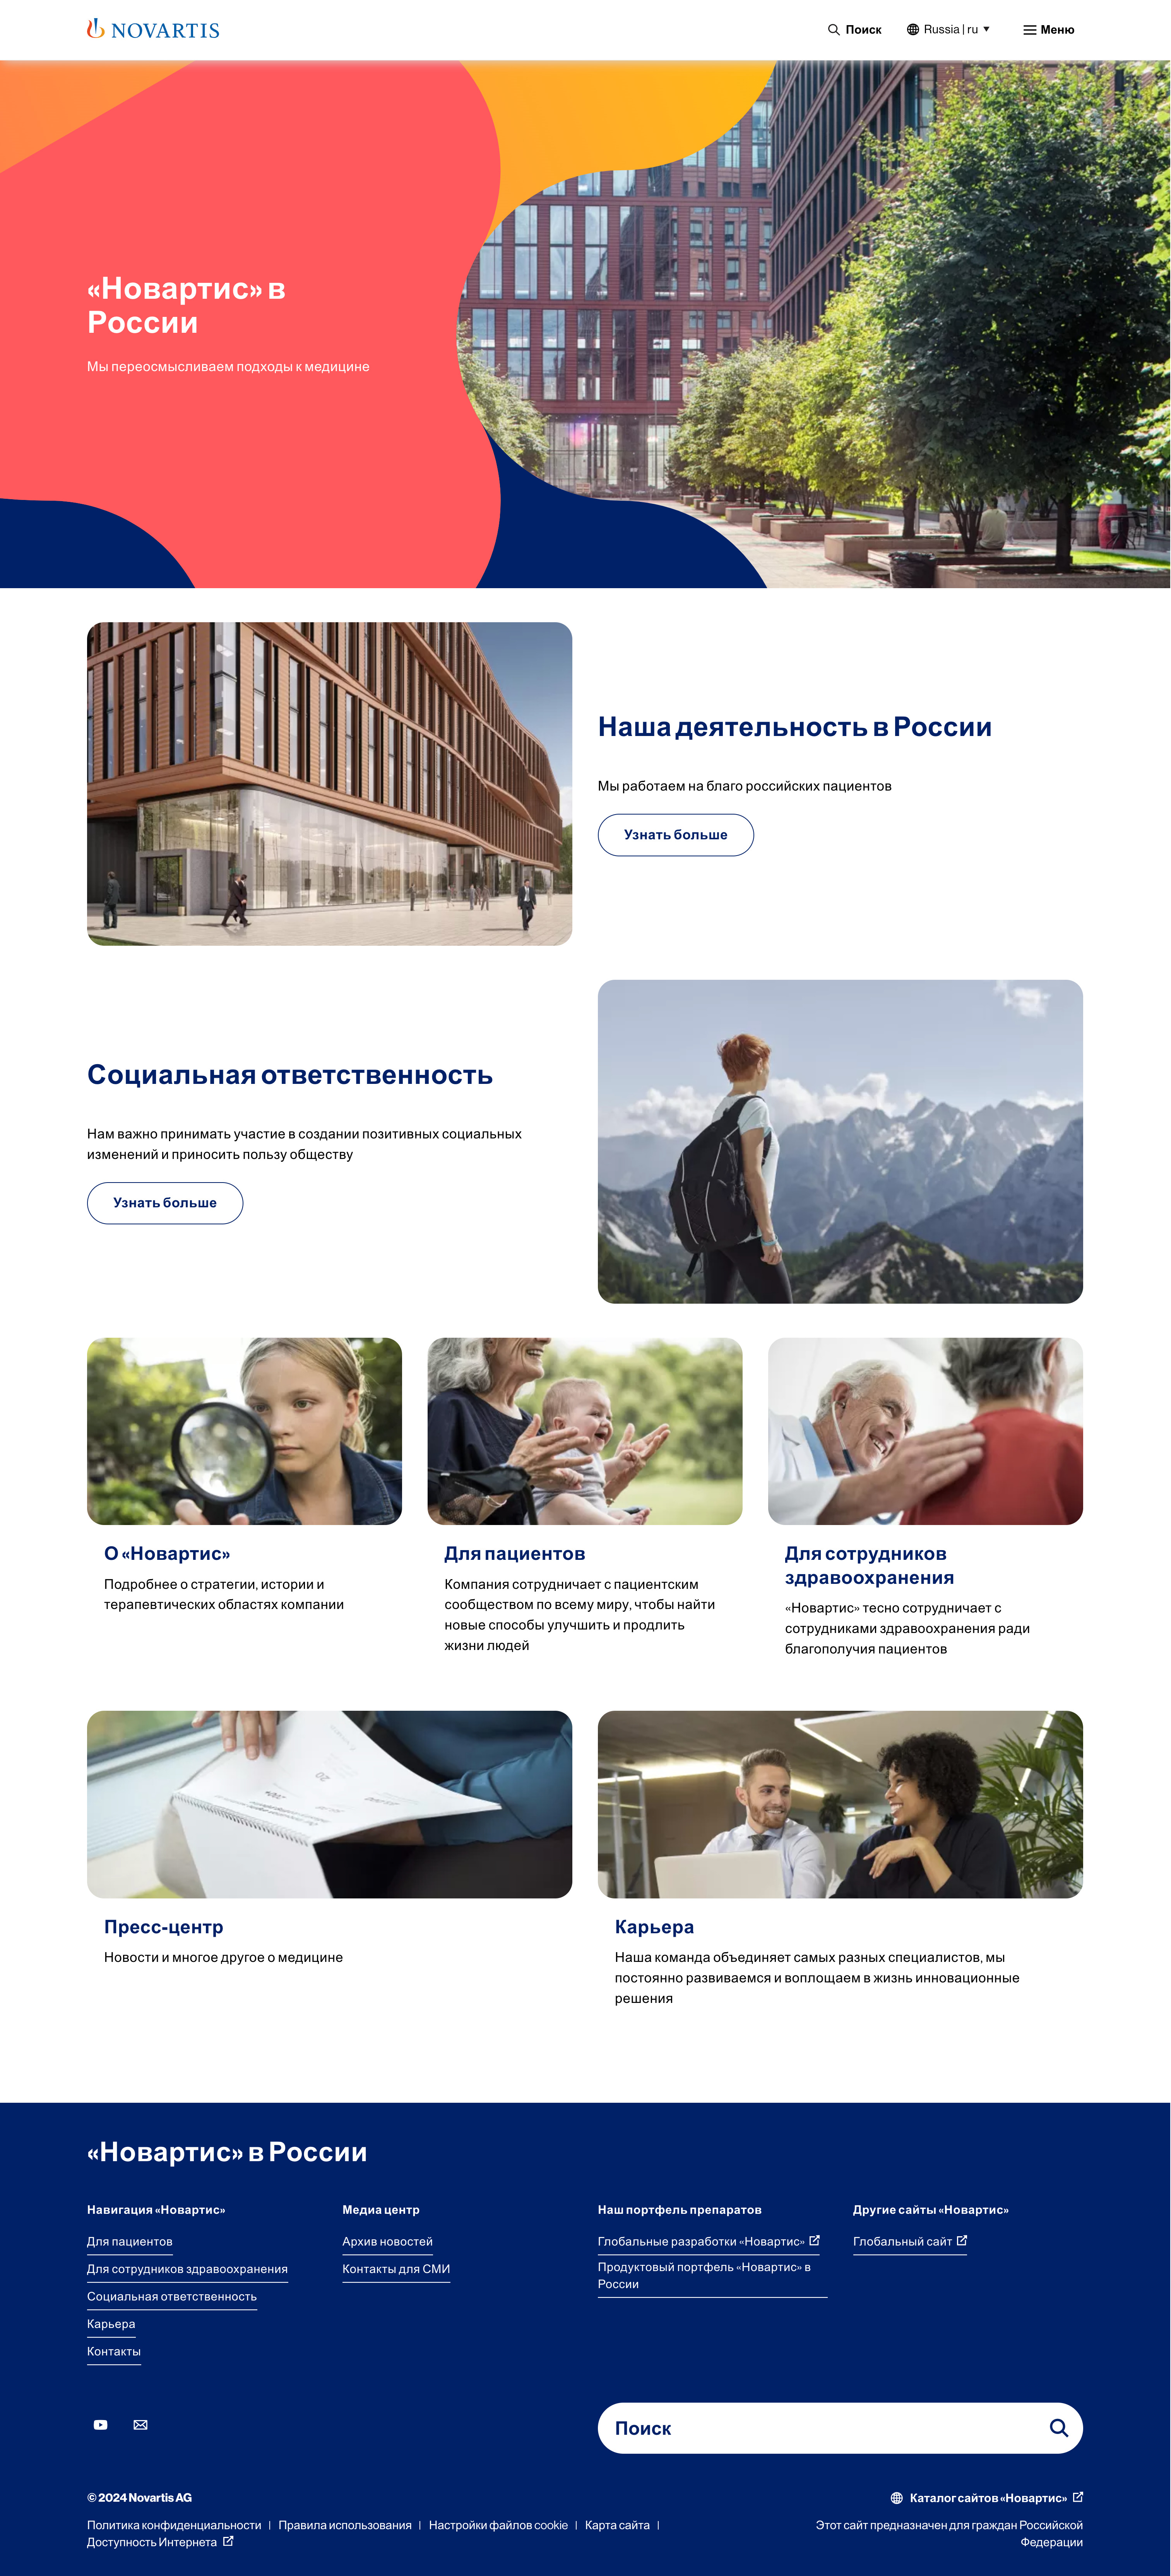 NOVARTIS
Поиск
Russia | ru
Меню
«Новартис» в
России
Мы переосмысливаем подходы к медицине
Наша деятельность в России
Мы работаем на благо российских пациентов
Узнать больше
Социальная ответственность
Нам важно принимать участие в создании позитивных социальных
изменений и приносить пользу обществу
Узнать больше
О «Новартис»
Подробнее о стратегии, истории и
терапевтических областях компании
Для пациентов
Компания сотрудничает с пациентским
сообществом по всему миру, чтобы найти
новые способы улучшить и продлить
жизни людей
Для сотрудников
здравоохранения
«Новартис» тесно сотрудничает с
сотрудниками здравоохранения ради
благополучия пациентов
Пресс-центр
Новости и многое другое о медицине
Карьера
Наша команда объединяет самых разных специалистов, мы
постоянно развиваемся и воплощаем в жизнь инновационные
решения
«Новартис» в России
Навигация «Новартис»
Для пациентов
Для сотрудников здравоохранения
Социальная ответственность
Карьера
Контакты
Медиа центр
Архив новостей
Контакты для СМИ
Наш портфель препаратов
Глобальные разработки «Новартис»
Продуктовый портфель «Новартис» в
России
Другие сайты «Новартис»
Глобальный сайт
Поиск
© 2024 Novartis AG
Каталог сайтов «Новартис»
Политика конфиденциальности | Правила использования | Настройки файлов cookie | Карта сайта |
Доступность Интернета
Этот сайт предназначен для граждан Российской
Федерации